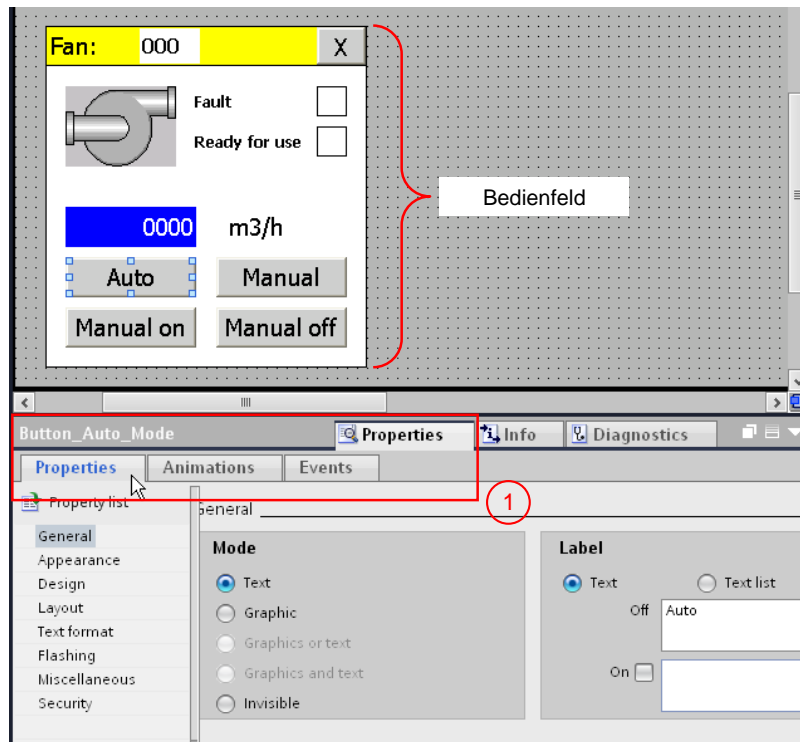 Fan: 000 X
Fault
Ready for use
Bedienfeld
0000 m3/h
Auto Manual
Manual on Manual off
Button_Auto_Mode Properties Info Diagnostics
Properties Animations Events
1
Property list General
General
Appearance
Design
Layout
Text format
Flashing
Miscellaneous
Security
Mode
Text
Graphic
Graphics or text
Graphics and text
Invisible
Label
Text Text list
Off Auto
On